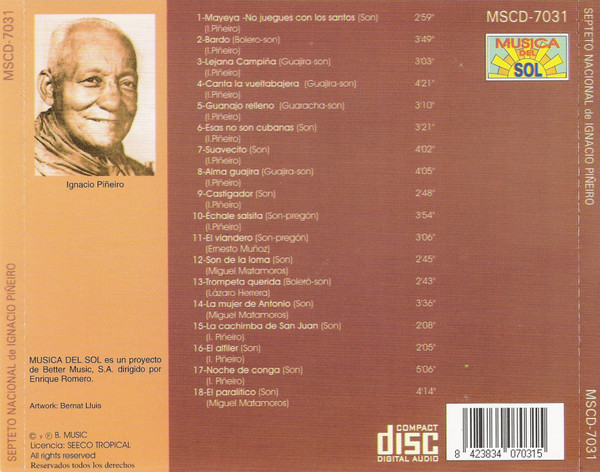 MSCD-7031
SEPTETO NACIONAL de IGNACIO PIÑEIRO
Ignacio Piñeiro
MUSICA DEL SOL es un proyecto
de Better Music, S.A. dirigido por
Enrique Romero.
Artwork: Bernat Lluis
© y ℗ B. MUSIC
Licencia: SEECO TROPICAL
All rights reserved
Reservados todos los derechos
1-Mayeya -No juegues con los santos (Son) 2'59"
(I.Piñeiro)
2-Bardo (Bolero-son) 3'49"
(I.Piñeiro)
3-Lejana Campiña (Guajira-son) 3'03"
(I.Piñeiro)
4-Canta la vueltabajera (Guajira-son) 4'21"
(I.Piñeiro)
5-Guanajo relleno (Guaracha-son) 3'10"
(I.Piñeiro)
6-Esas no son cubanas (Son) 3'21"
(I.Piñeiro)
7-Suavecito (Son) 4'02"
(I.Piñeiro)
8-Alma guajira (Guajira-son) 4'05"
(I.Piñeiro)
9-Castigador (Son) 2'48"
(I.Piñeiro)
10-Échale salsita (Son-pregón) 3'54"
(I.Piñeiro)
11-El viandero (Son-pregón) 3'06"
(Ernesto Muñoz)
12-Son de la loma (Son) 2'45"
(Miguel Matamoros)
13-Trompeta querida (Boleró-son) 2'43"
(Lázaro Herrera)
14-La mujer de Antonio (Son) 3'36"
(Miguel Matamoros)
15-La cachimba de San Juan (Son) 2'08"
(I. Piñeiro)
16-El alfiler (Son) 2'05"
(I. Piñeiro)
17-Noche de conga (Son) 5'06"
(I. Piñeiro)
18-El paralítico (Son) 4'14"
(Miguel Matamoros)
MSCD-7031
MUSICA
DEL
SOL
COMPACT
disc
DIGITAL AUDIO
8 423834 070315
SEPTETO NACIONAL de IGNACIO PIÑEIRO
MSCD-7031